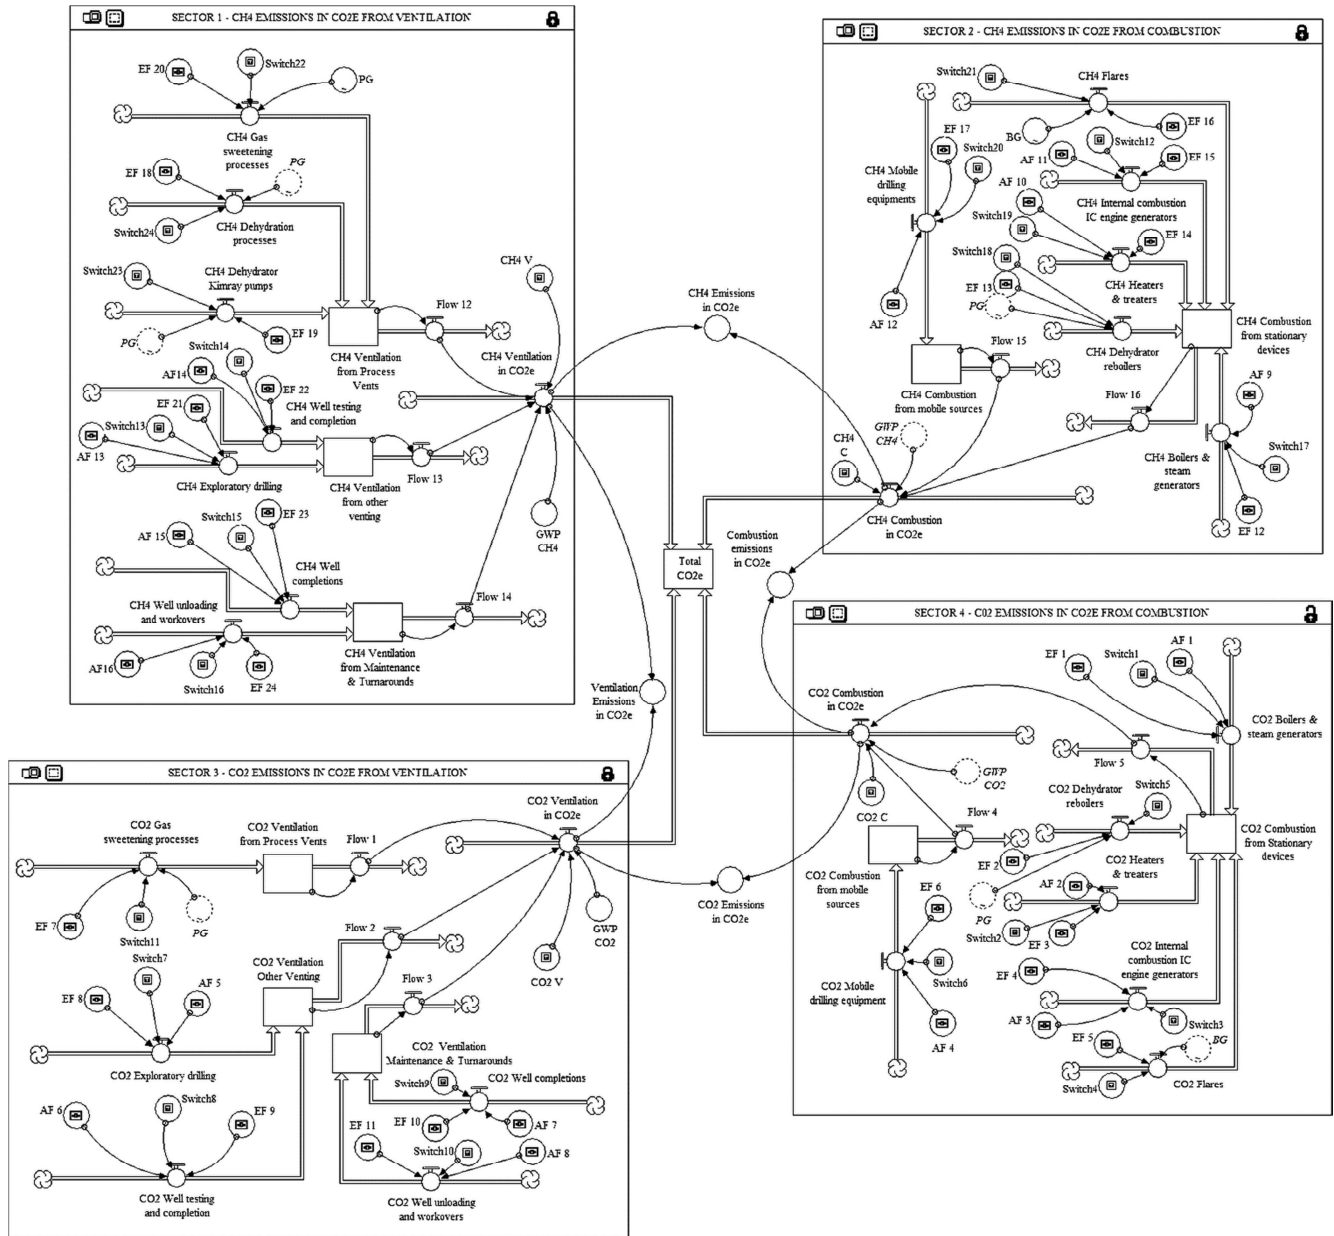 SECTOR 1 - CH4 EMISSIONS IN CO2E FROM VENTILATION
EF 20
Switch22
PG
CH4 Gas
sweetening
processes
EF 18
PG
Switch24
CH4 Dehydration
processes
Switch23
CH4 Dehydrator
Kimray pumps
PG
EF 19
Flow 12
CH4 Ventilation
from Process
Vents
CH4 V
CH4 Ventilation
in CO2e
Switch14
AF14
EF 22
EF 21
CH4 Well testing
and completion
Switch13
AF 13
CH4 Exploratory drilling
CH4 Ventilation
from other
venting
Flow 13
GWP
CH4
EF 23
Switch15
AF 15
CH4 Well
completions
CH4 Well unloading
and workovers
Flow 14
AF16
Switch16
EF 24
CH4 Ventilation
from Maintenance
& Turnarounds
CH4 Emissions
in CO2e
Total
CO2e
Combustion
emissions
in CO2e
Ventilation
Emissions
in CO2e
CO2 Emissions
in CO2e
SECTOR 2 - CH4 EMISSIONS IN CO2E FROM COMBUSTION
Switch21
CH4 Flares
BG
EF 16
EF 17
Switch20
Switch12
AF 11
EF 15
CH4 Mobile
drilling
equipments
CH4 Internal combustion
IC engine generators
AF 10
Switch19
EF 14
CH4 Heaters
& treaters
Switch18
EF 13
PG
CH4 Dehydrator
reboilers
AF 12
Flow 15
CH4 Combustion
from mobile sources
CH4 Combustion
from stationary
devices
Flow 16
AF 9
Switch17
CH4 Boilers &
steam
generators
EF 12
GWP
CH4
CH4
C
CH4 Combustion
in CO2e
SECTOR 3 - CO2 EMISSIONS IN CO2E FROM VENTILATION
CO2 Gas
sweetening processes
CO2 Ventilation
from Process Vents
Flow 1
CO2 Ventilation
in CO2e
EF 7
Switch11
PG
GWP
CO2
CO2 V
Switch7
EF 8
AF 5
CO2 Exploratory drilling
CO2 Ventilation
Other Venting
Flow 2
Flow 3
CO2 Ventilation
Maintenance & Turnarounds
AF 6
Switch8
EF 9
CO2 Well testing
and completion
Switch9
CO2 Well completions
EF 10
AF 7
EF 11
Switch10
AF 8
CO2 Well unloading
and workovers
SECTOR 4 - C02 EMISSIONS IN CO2E FROM COMBUSTION
EF 1
Switch1
AF 1
CO2 Boilers &
steam generators
CO2 Combustion
in CO2e
GWP
CO2
CO2 C
Flow 5
Flow 4
CO2 Dehydrator
reboilers
Switch5
EF 2
PG
CO2 Combustion
from Stationary
devices
CO2 Heaters
& treaters
AF 2
Switch2
EF 3
CO2 Combustion
from mobile
sources
EF 6
Switch6
CO2 Mobile
drilling equipment
AF 4
CO2 Internal
combustion IC
engine generators
EF 4
AF 3
Switch3
EF 5
BG
Switch4
CO2 Flares